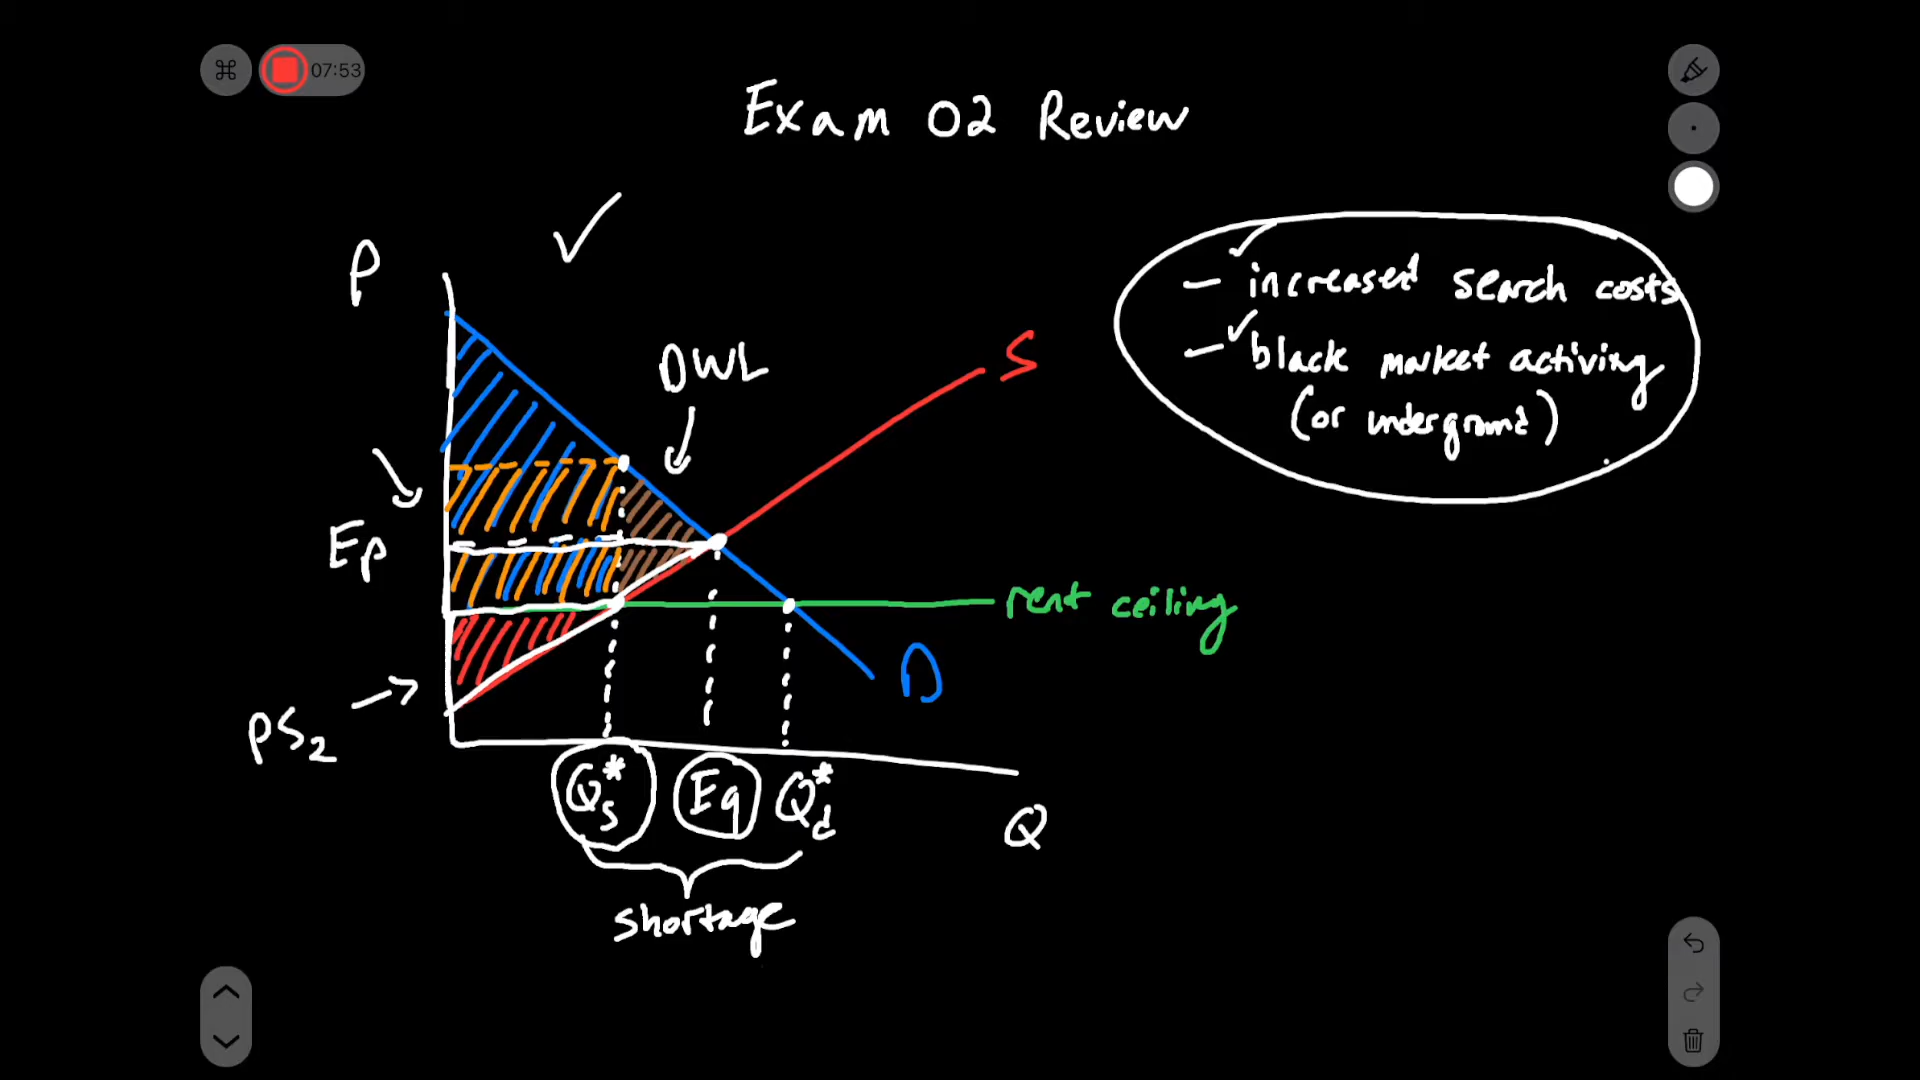 07:53
Exam 02 Review
P
- increased search costs
- black market activing
(or underground)
DWL
S
Ep
rent ceiling
D
PS2
Qs* Eq Qd*
Q
shortage